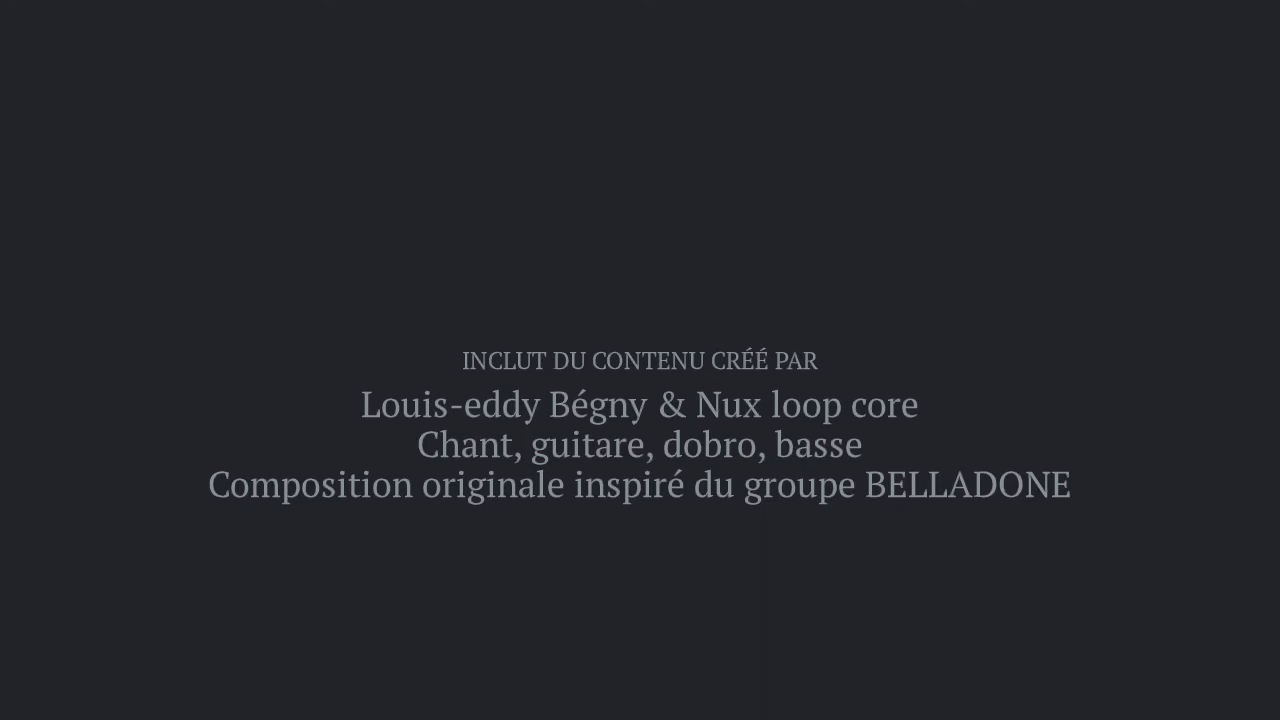 INCLUT DU CONTENU CRÉÉ PAR
Louis-eddy Bégny & Nux loop core
Chant, guitare, dobro, basse
Composition originale inspiré du groupe BELLADONE